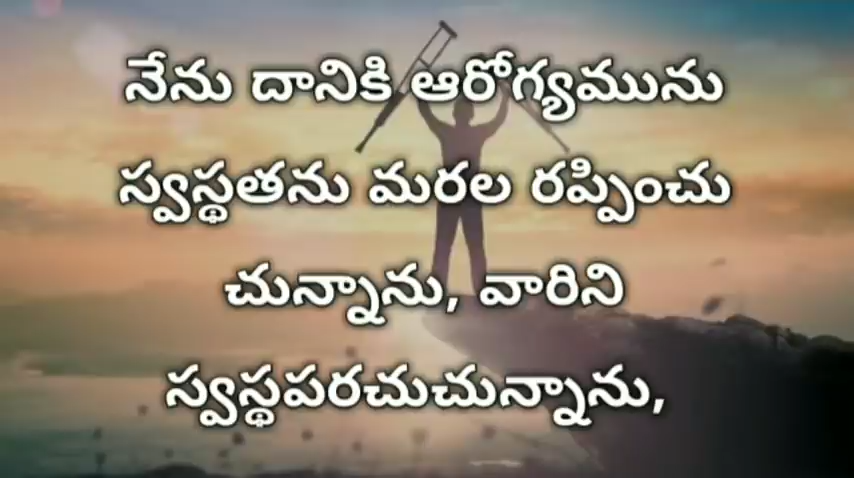 నేను దానికి ఆరోగ్యమును
స్వస్థతను మరల రప్పించు
చున్నాను, వారిని
స్వస్థపరచుచున్నాను,